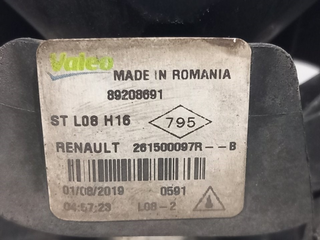 Valeo
MADE IN ROMANIA
89208691
ST L08 H16
795
RENAULT 261500097R--B
01/08/2019 0591
04:57:23 L08-2